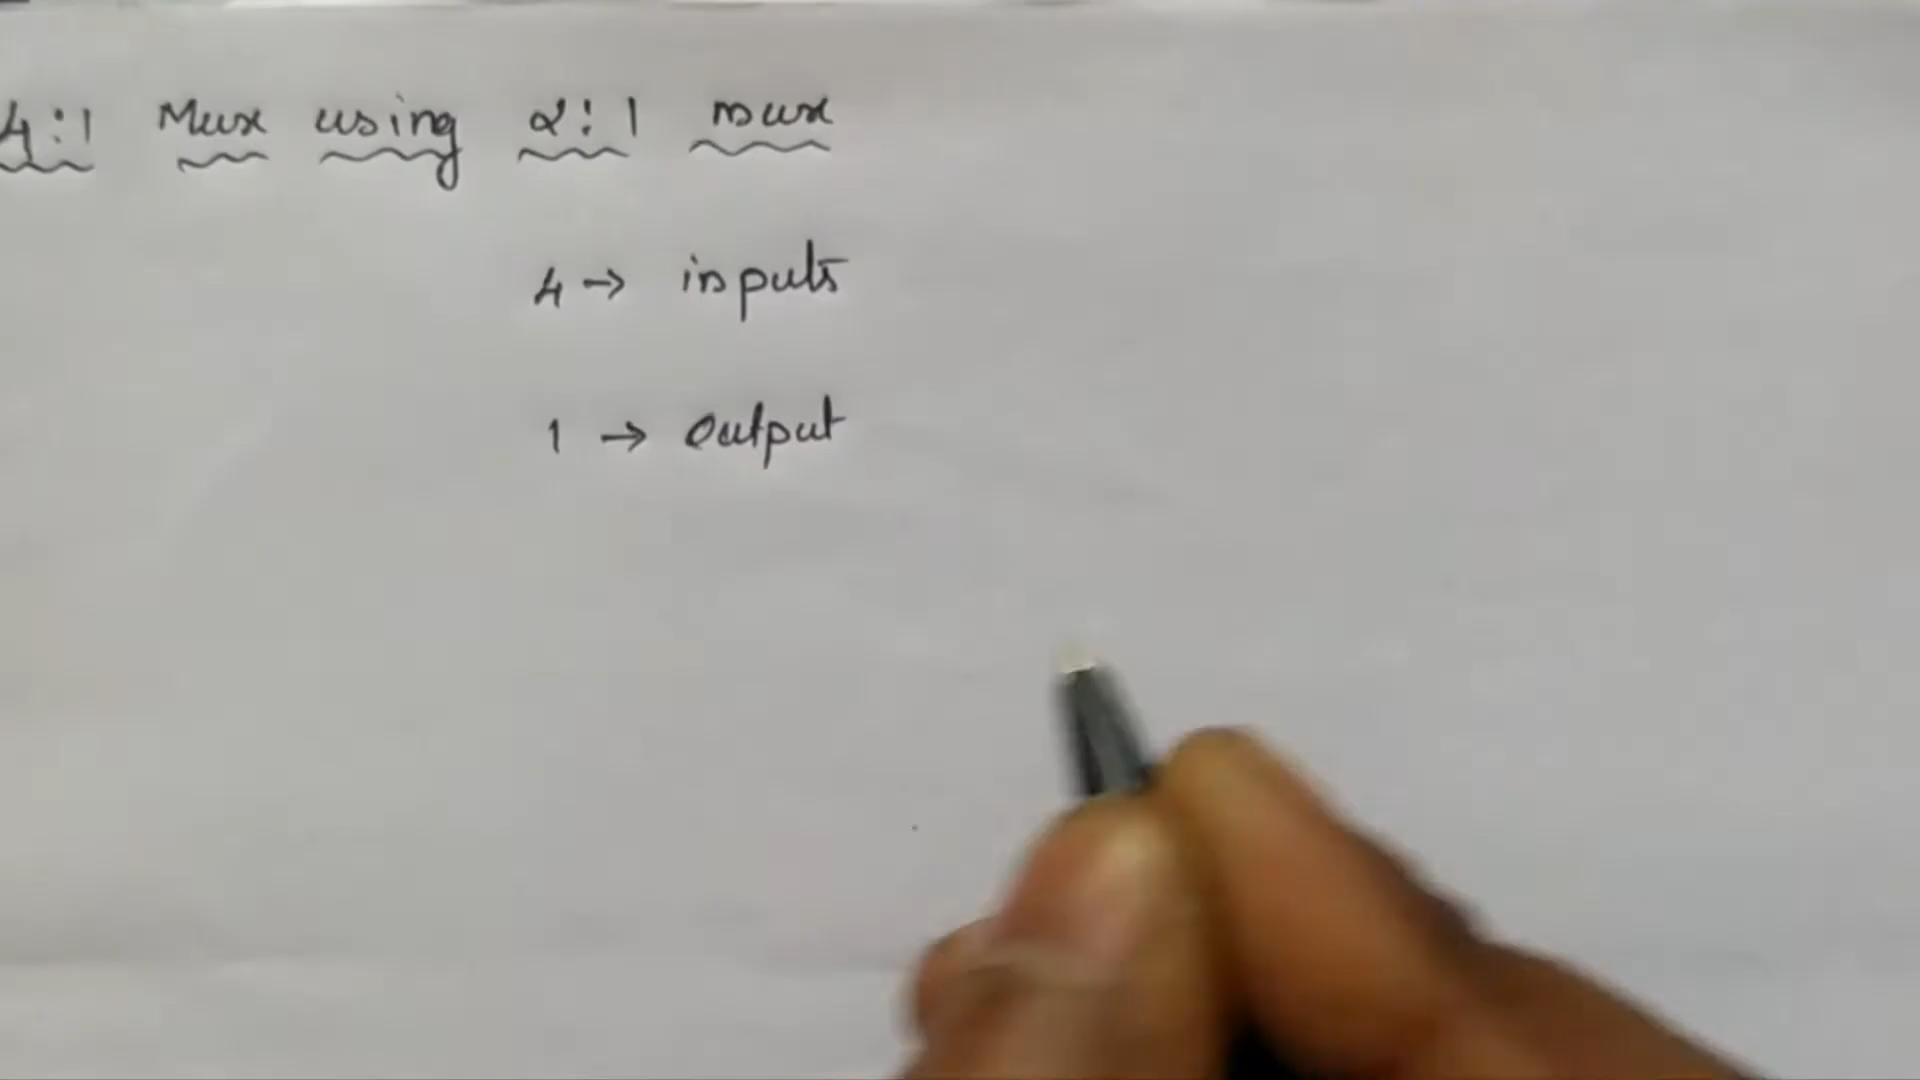 4:1 Mux using 2:1 mux
4 → inputs
1 → Output